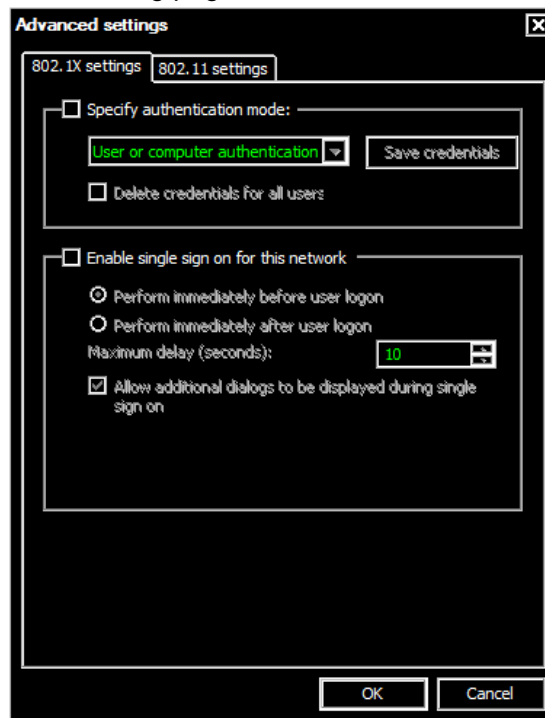 Advanced settings
802.1X settings
802.11 settings
Specify authentication mode:
User or computer authentication
Save credentials
Delete credentials for all users
Enable single sign on for this network
Perform immediately before user logon
Perform immediately after user logon
Maximum delay (seconds):
10
Allow additional dialogs to be displayed during single
sign on
OK
Cancel